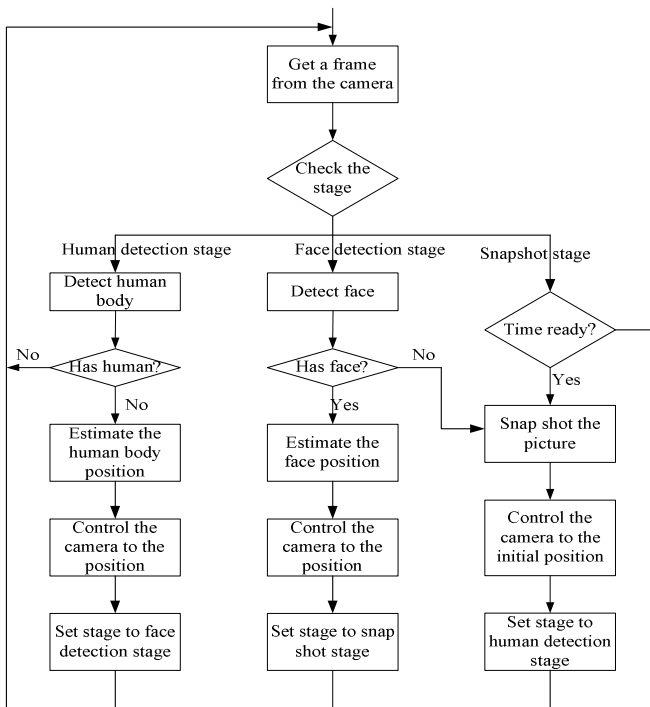 Get a frame
from the camera
Check the
stage
Human detection stage
Face detection stage
Snapshot stage
Detect human
body
Detect face
Time ready?
No
Has human?
Has face?
No
Yes
No
Yes
Estimate the
human body
position
Estimate the
face position
Snap shot the
picture
Control the
camera to the
position
Control the
camera to the
position
Control the
camera to the
initial position
Set stage to face
detection stage
Set stage to snap
shot stage
Set stage to
human detection
stage